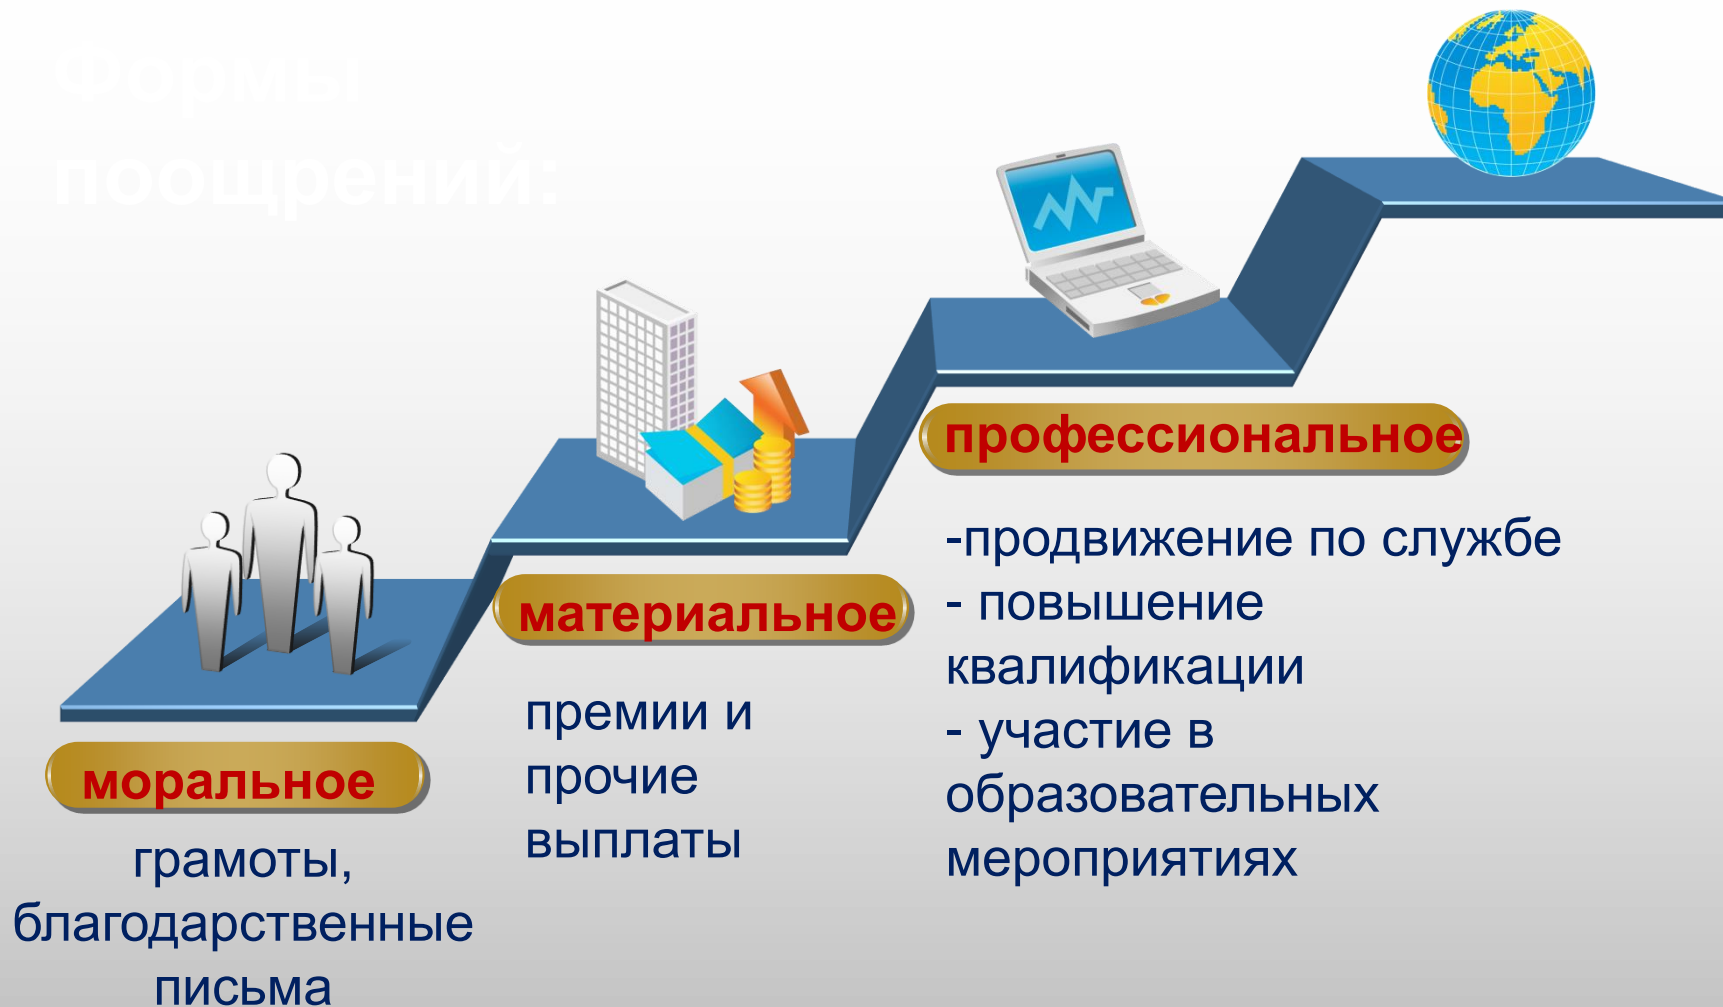 Формы
поощрений:
моральное
грамоты,
благодарственные
письма
материальное
премии и
прочие
выплаты
профессиональное
-продвижение по службе
- повышение
квалификации
- участие в
образовательных
мероприятиях